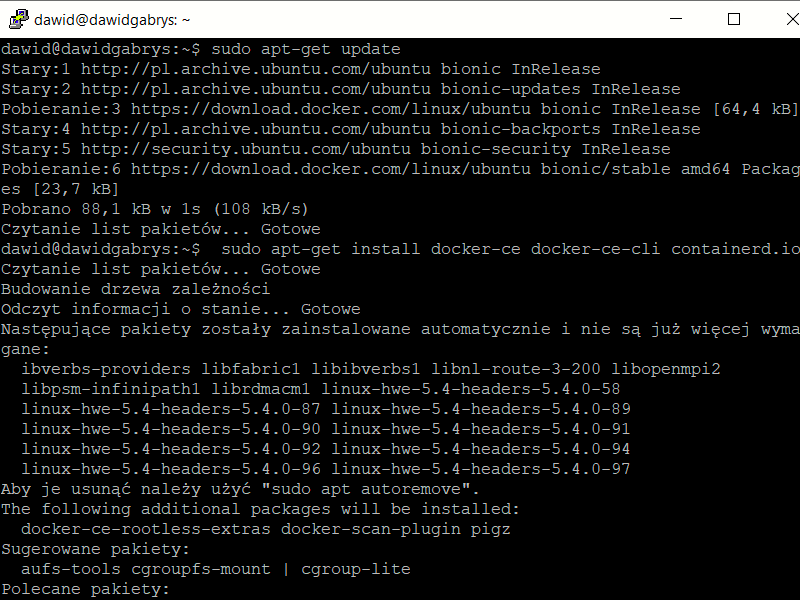 dawid@dawidgabrys: ~
dawid@dawidgabrys:~$ sudo apt-get update
Stary:1 http://pl.archive.ubuntu.com/ubuntu bionic InRelease
Stary:2 http://pl.archive.ubuntu.com/ubuntu bionic-updates InRelease
Pobieranie:3 https://download.docker.com/linux/ubuntu bionic InRelease [64,4 kB]
Stary:4 http://pl.archive.ubuntu.com/ubuntu bionic-backports InRelease
Stary:5 http://security.ubuntu.com/ubuntu bionic-security InRelease
Pobieranie:6 https://download.docker.com/linux/ubuntu bionic/stable amd64 Packag
es [23,7 kB]
Pobrano 88,1 kB w 1s (108 kB/s)
Czytanie list pakietów... Gotowe
dawid@dawidgabrys:~$  sudo apt-get install docker-ce docker-ce-cli containerd.io
Czytanie list pakietów... Gotowe
Budowanie drzewa zależności
Odczyt informacji o stanie... Gotowe
Następujące pakiety zostały zainstalowane automatycznie i nie są już więcej wyma
gane:
  ibverbs-providers libfabric1 libibverbs1 libnl-route-3-200 libopenmpi2
  libpsm-infinipath1 librdmacm1 linux-hwe-5.4-headers-5.4.0-58
  linux-hwe-5.4-headers-5.4.0-87 linux-hwe-5.4-headers-5.4.0-89
  linux-hwe-5.4-headers-5.4.0-90 linux-hwe-5.4-headers-5.4.0-91
  linux-hwe-5.4-headers-5.4.0-92 linux-hwe-5.4-headers-5.4.0-94
  linux-hwe-5.4-headers-5.4.0-96 linux-hwe-5.4-headers-5.4.0-97
Aby je usunąć należy użyć "sudo apt autoremove".
The following additional packages will be installed:
  docker-ce-rootless-extras docker-scan-plugin pigz
Sugerowane pakiety:
  aufs-tools cgroupfs-mount | cgroup-lite
Polecane pakiety: